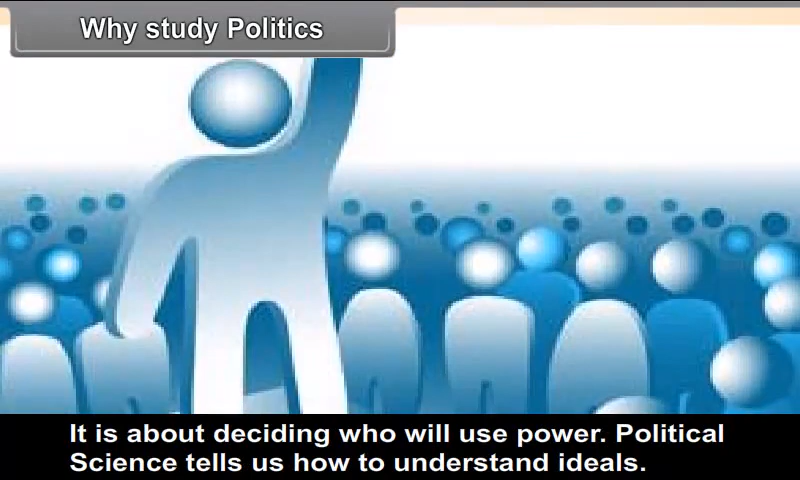 Why study Politics
It is about deciding who will use power. Political
Science tells us how to understand ideals.